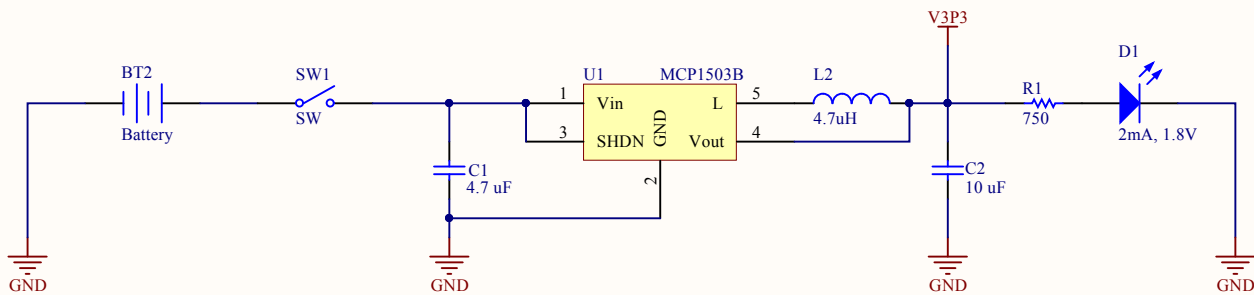 V3P3
BT2
Battery
SW1
SW
U1
MCP1503B
1
Vin
3
SHDN
GND
2
L
5
Vout
4
L2
4.7uH
R1
750
D1
2mA, 1.8V
C1
4.7 uF
C2
10 uF
GND
GND
GND
GND